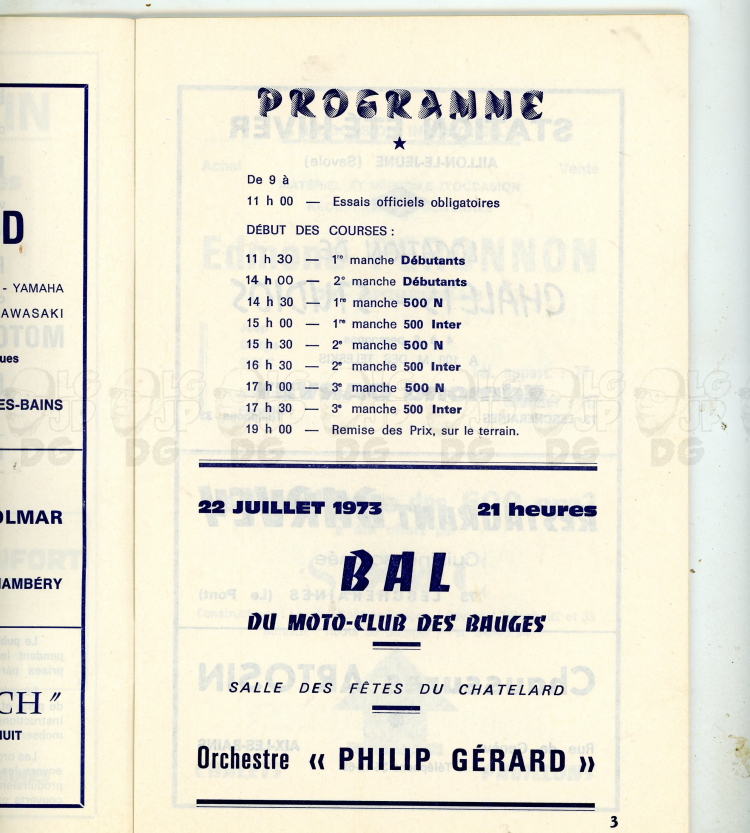 D
- YAMAHA
AWASAKI
ues
ES-BAINS
OLMAR
AMBÉRY
CH"
UIT
PROGRAMME
De 9 à
11 h 00 — Essais officiels obligatoires
DÉBUT DES COURSES :
11 h 30 — 1re manche Débutants
14 h 00 — 2e manche Débutants
14 h 30 — 1re manche 500 N
15 h 00 — 1re manche 500 Inter
15 h 30 — 2e manche 500 N
16 h 30 — 2e manche 500 Inter
17 h 00 — 3e manche 500 N
17 h 30 — 3e manche 500 Inter
19 h 00 — Remise des Prix, sur le terrain.
22 JUILLET 1973 21 heures
BAL
DU MOTO-CLUB DES BAUGES
SALLE DES FÊTES DU CHATELARD
Orchestre « PHILIP GÉRARD »
3